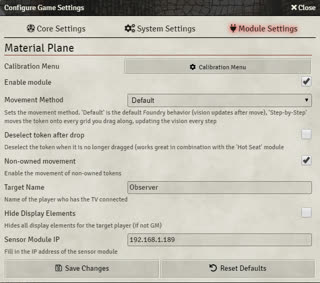 Configure Game Settings
Close
Core Settings
System Settings
Module Settings
Material Plane
Calibration Menu
Calibration Menu
Enable module
Movement Method
Default
Sets the movement method. 'Default' is the default Foundry behavior (vision updates after move), 'Step-by-Step'
moves the token onto every grid you drag along, updating the vision every step
Deselect token after drop
Deselect the token when it is no longer dragged (works great in combination with the 'Hot Seat' module
Non-owned movement
Enable the movement of non-owned tokens
Target Name
Observer
Name of the player who has the TV connected
Hide Display Elements
Hides all display elements for the target player (if not GM)
Sensor Module IP
192.168.1.189
Fill in the IP address of the sensor module
Save Changes
Reset Defaults